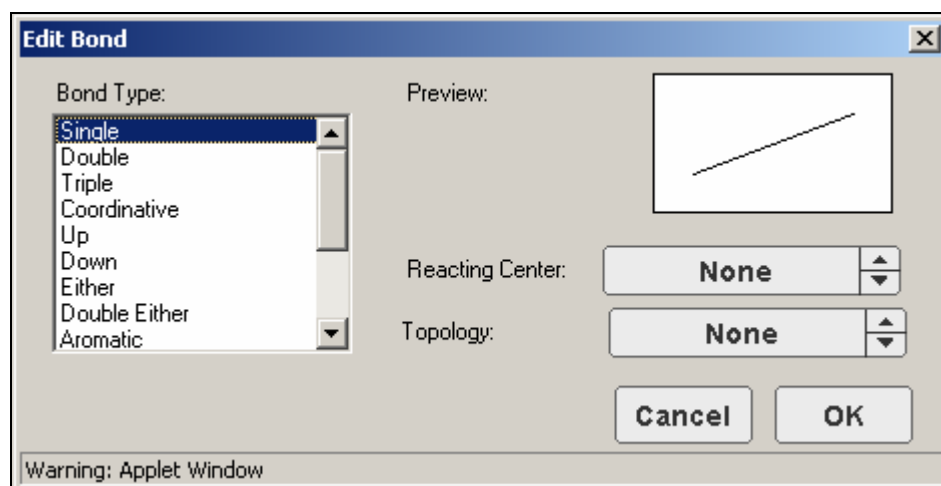 Edit Bond
Bond Type:
Preview:
Single
Double
Triple
Coordinative
Up
Down
Either
Double Either
Aromatic
Reacting Center:
None
Topology:
None
Cancel
OK
Warning: Applet Window